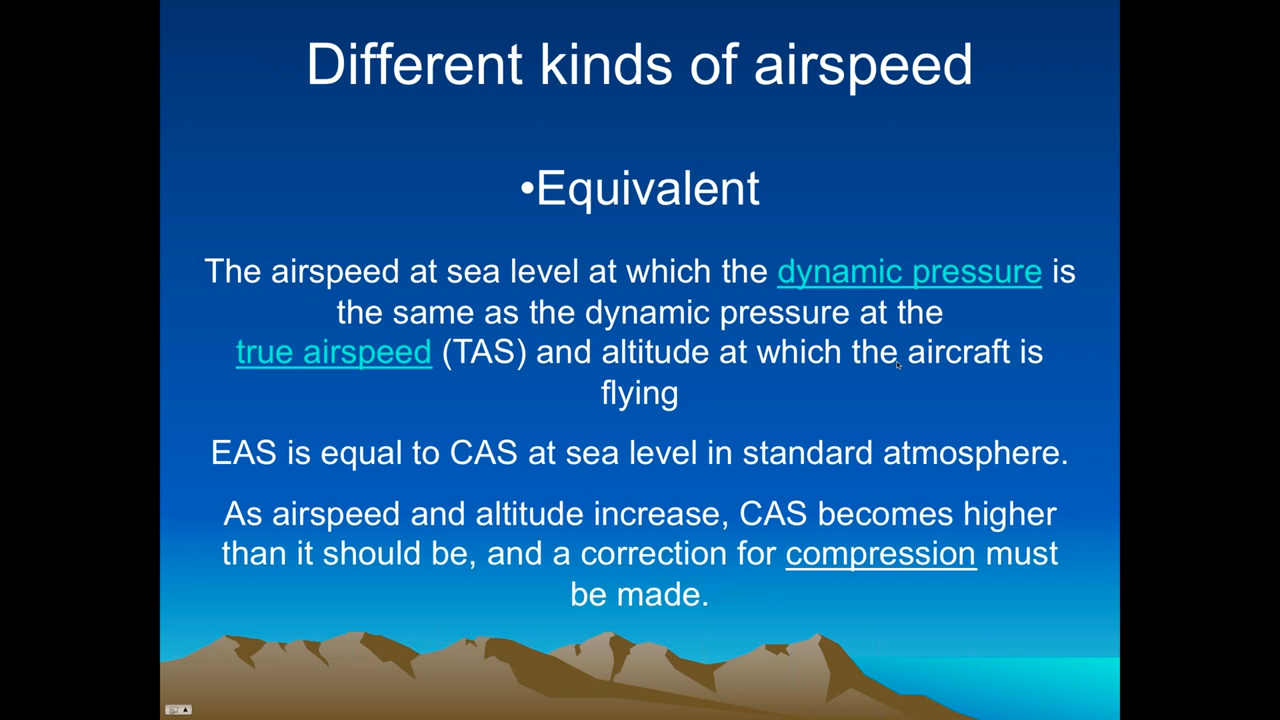 Different kinds of airspeed
•Equivalent
The airspeed at sea level at which the dynamic pressure is
the same as the dynamic pressure at the
true airspeed (TAS) and altitude at which the aircraft is
flying
EAS is equal to CAS at sea level in standard atmosphere.
As airspeed and altitude increase, CAS becomes higher
than it should be, and a correction for compression must
be made.